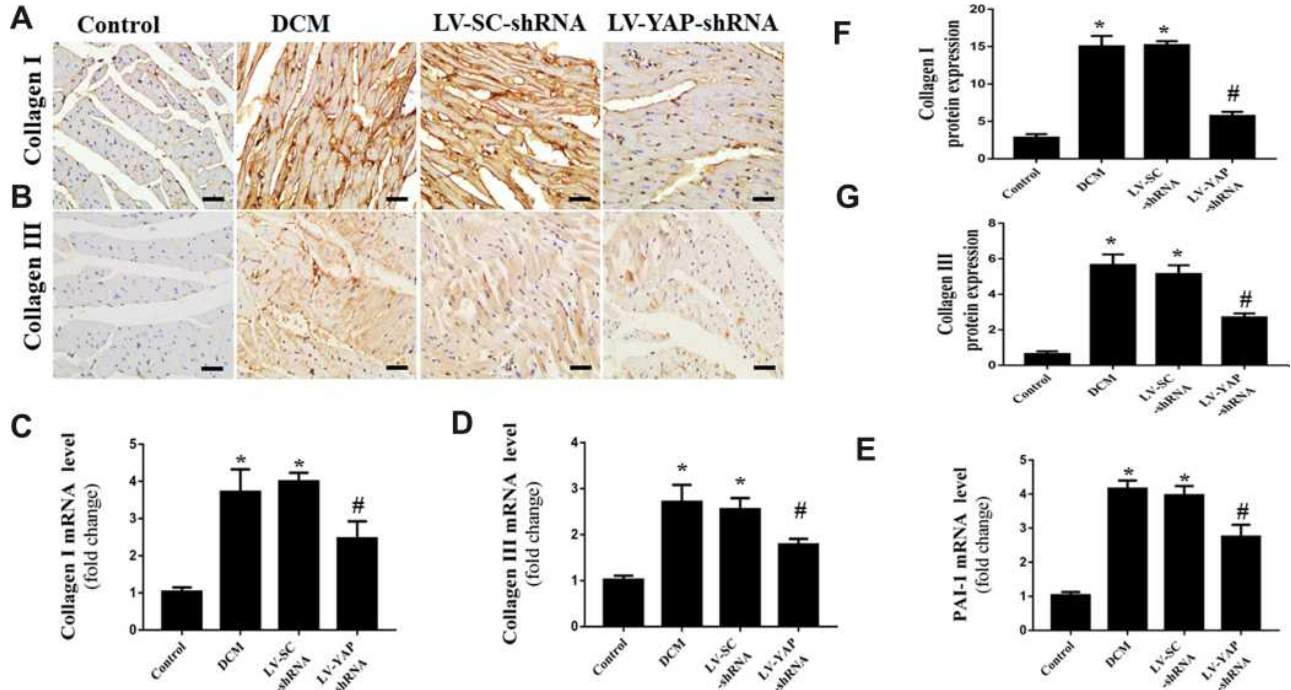 A
Control
DCM
LV-SC-shRNA
LV-YAP-shRNA
Collagen I
B
Collagen III
F
Collagen I
protein expression
20
15
10
5
0
*
*
#
Control
DCM
LV-SC
-shRNA
LV-YAP
-shRNA
G
Collagen III
protein expression
8
6
4
2
0
*
*
#
Control
DCM
LV-SC
-shRNA
LV-YAP
-shRNA
C
Collagen I mRNA level
(fold change)
5
4
3
2
1
0
*
*
#
Control
DCM
LV-SC
-shRNA
LV-YAP
-shRNA
D
Collagen III mRNA level
(fold change)
4
3
2
1
0
*
*
#
Control
DCM
LV-SC
-shRNA
LV-YAP
-shRNA
E
PAI-1 mRNA level
(fold change)
5
4
3
2
1
0
*
*
#
Control
DCM
LV-SC
-shRNA
LV-YAP
-shRNA